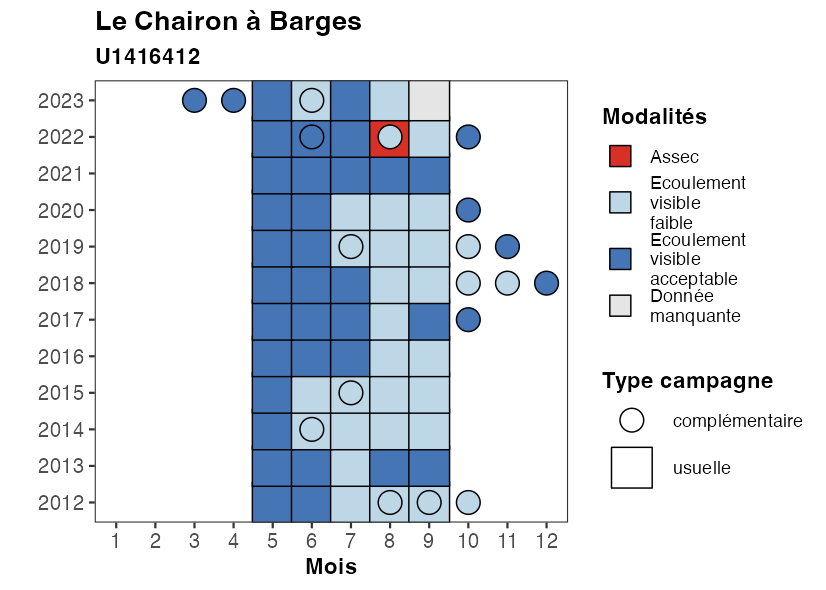 Le Chairon à Barges
U1416412
2023
2022
2021
2020
2019
2018
2017
2016
2015
2014
2013
2012
1 2 3 4 5 6 7 8 9 10 11 12
Mois
Modalités
Assec
Ecoulement
visible
faible
Ecoulement
visible
acceptable
Donnée
manquante
Type campagne
complémentaire
usuelle